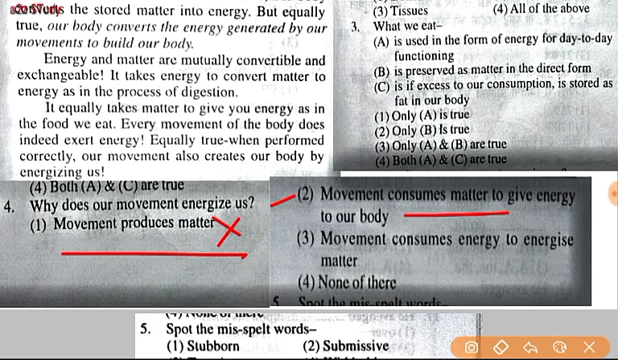 converts the stored matter into energy. But equally
true, our body converts the energy generated by our
movements to build our body.
Energy and matter are mutually convertible and
exchangeable! It takes energy to convert matter to
energy as in the process of digestion.
It equally takes matter to give you energy as in
the food we eat. Every movement of the body does
indeed exert energy! Equally true-when performed
correctly, our movement also creates our body by
energizing us!
(3) Tissues (4) All of the above
3. What we eat–
(A) is used in the form of energy for day-to-day
functioning
(B) is preserved as matter in the direct form
(C) is if excess to our consumption, is stored as
fat in our body
(1) Only (A) is true
(2) Only (B) Is true
(3) Only (A) & (B) are true
(4) Both (A) & (C) are true
(4) Both (A) & (C) are true
4. Why does our movement energize us?
(1) Movement produces matter
(2) Movement consumes matter to give energy
to our body
(3) Movement consumes energy to energise
matter
(4) None of there
5 Spot the mis-spelt words–
(4) None of there
5. Spot the mis-spelt words–
(1) Stubborn (2) Submissive